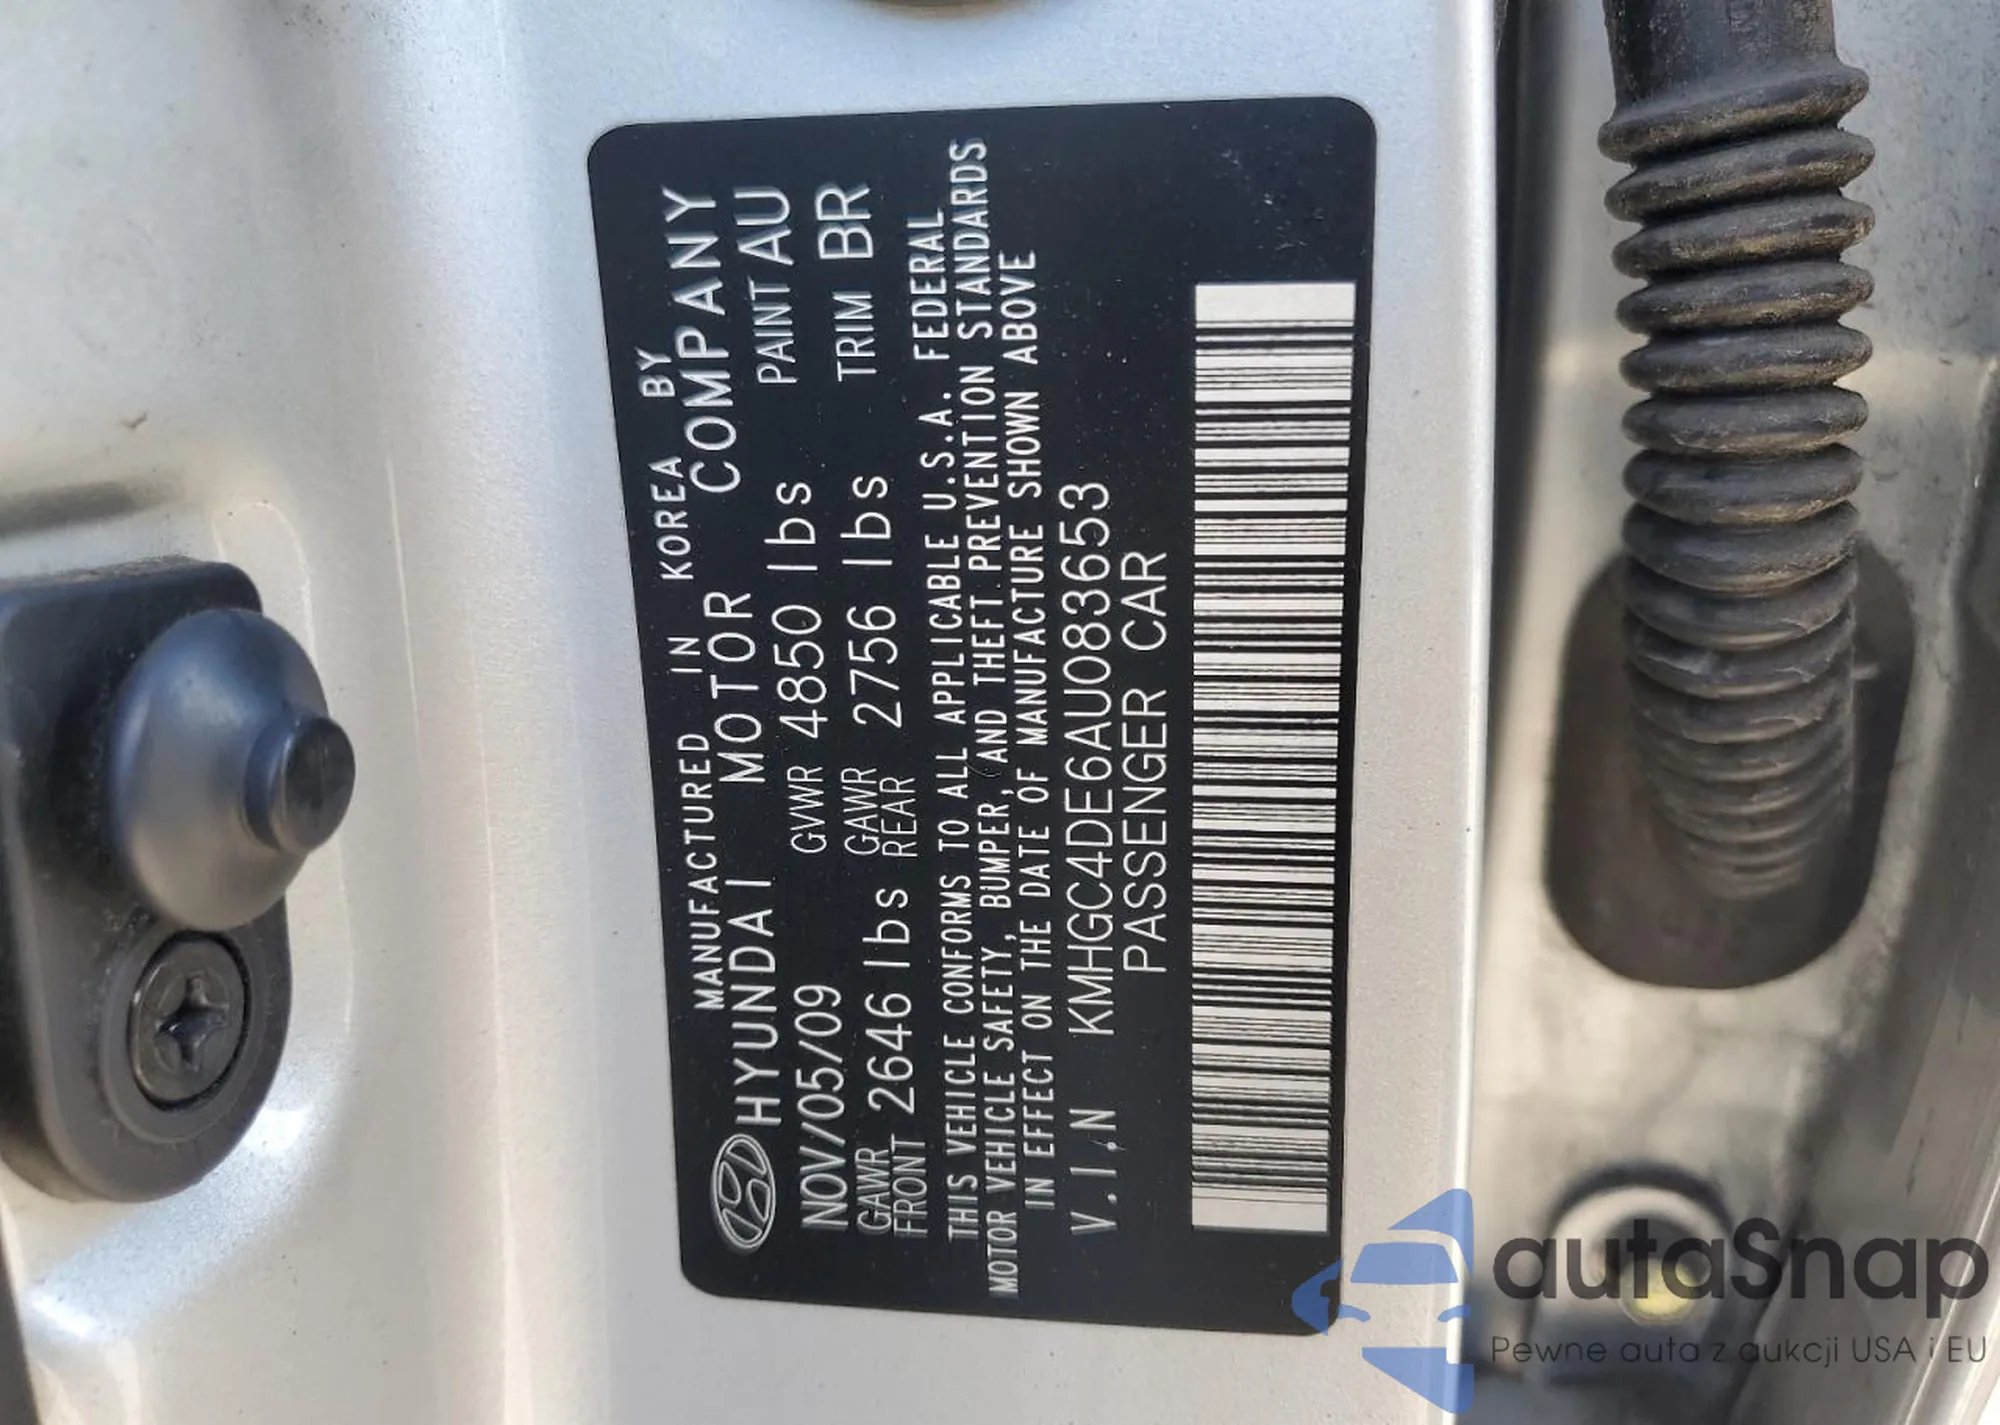 MANUFACTURED IN KOREA BY
HYUNDAI MOTOR COMPANY
NOV/05/09 GVWR 4850 lbs PAINT AU
GAWR FRONT 2646 lbs GAWR REAR 2756 lbs TRIM BR
THIS VEHICLE CONFORMS TO ALL APPLICABLE U.S.A. FEDERAL
MOTOR VEHICLE SAFETY, BUMPER, AND THEFT PREVENTION STANDARDS
IN EFFECT ON THE DATE OF MANUFACTURE SHOWN ABOVE
V.I.N KMHGC4DE6AU083653
PASSENGER CAR
autaSnap
Pewne auta z aukcji USA i EU